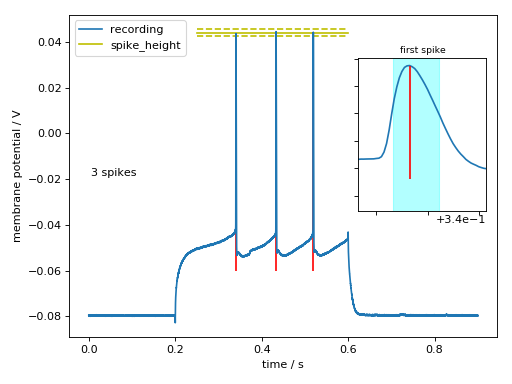 recording
spike_height
first spike
+3.4e−1
3 spikes
membrane potential / V
0.04
0.02
0.00
−0.02
−0.04
−0.06
−0.08
0.0
0.2
0.4
0.6
0.8
time / s